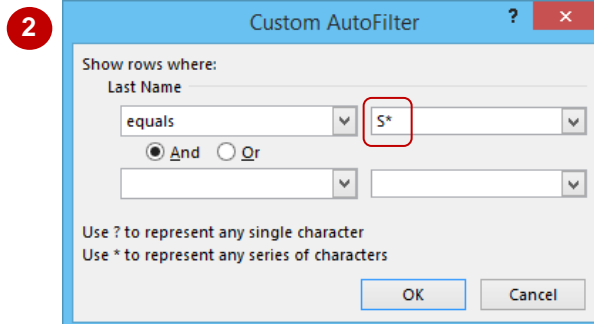 2
Custom AutoFilter ? ×
Show rows where:
Last Name
equals S*
And Or
Use ? to represent any single character
Use * to represent any series of characters
OK Cancel